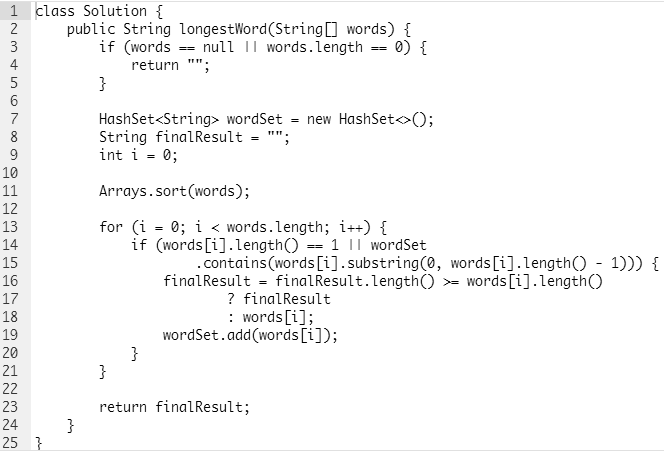 1 class Solution {
2     public String longestWord(String[] words) {
3         if (words == null || words.length == 0) {
4             return "";
5         }
6
7         HashSet<String> wordSet = new HashSet<>();
8         String finalResult = "";
9         int i = 0;
10
11         Arrays.sort(words);
12
13         for (i = 0; i < words.length; i++) {
14             if (words[i].length() == 1 || wordSet
15                     .contains(words[i].substring(0, words[i].length() - 1))) {
16                 finalResult = finalResult.length() >= words[i].length()
17                         ? finalResult
18                         : words[i];
19                 wordSet.add(words[i]);
20             }
21         }
22
23         return finalResult;
24     }
25 }